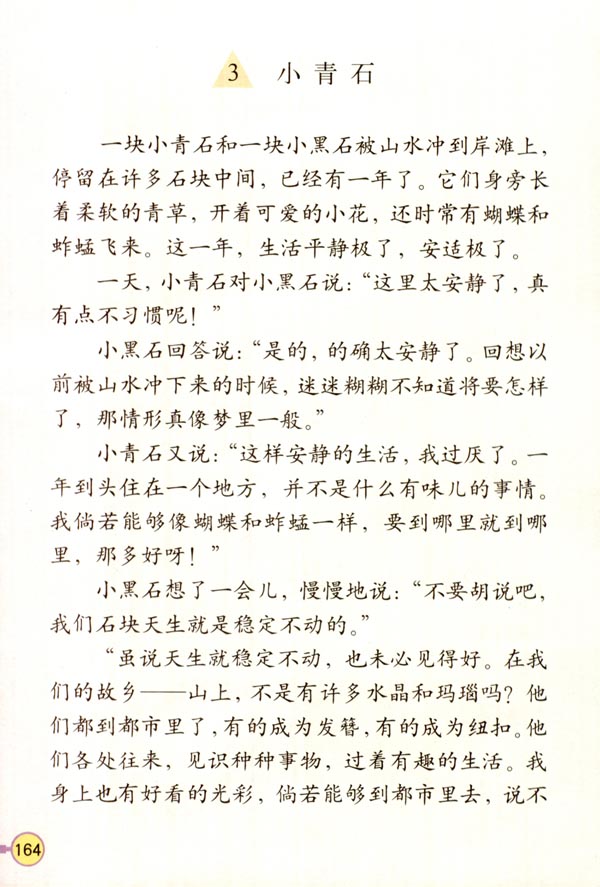 3 小青石
一块小青石和一块小黑石被山水冲到岸滩上，
停留在许多石块中间，已经有一年了。它们身旁长
着柔软的青草，开着可爱的小花，还时常有蝴蝶和
蚱蜢飞来。这一年，生活平静极了，安适极了。
一天，小青石对小黑石说：“这里太安静了，真
有点不习惯呢！”
小黑石回答说：“是的，的确太安静了。回想以
前被山水冲下来的时候，迷迷糊糊不知道将要怎样
了，那情形真像梦里一般。”
小青石又说：“这样安静的生活，我过厌了。一
年到头住在一个地方，并不是什么有味儿的事情。
我倘若能够像蝴蝶和蚱蜢一样，要到哪里就到哪
里，那多好呀！”
小黑石想了一会儿，慢慢地说：“不要胡说吧，
我们石块天生就是稳定不动的。”
“虽说天生就稳定不动，也未必见得好。在我
们的故乡——山上，不是有许多水晶和玛瑙吗？他
们都到都市里了，有的成为发簪，有的成为纽扣。他
们各处往来，见识种种事物，过着有趣的生活。我
身上也有好看的光彩，倘若能够到都市里去，说不
164